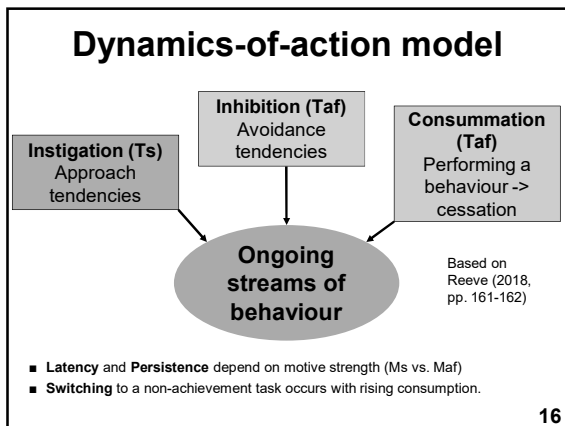 Dynamics-of-action model
Inhibition (Taf)
Avoidance
tendencies
Consummation
(Taf)
Performing a
behaviour ->
cessation
Instigation (Ts)
Approach
tendencies
Ongoing
streams of
behaviour
Based on
Reeve (2018,
pp. 161-162)
■ Latency and Persistence depend on motive strength (Ms vs. Maf)
■ Switching to a non-achievement task occurs with rising consumption.
16